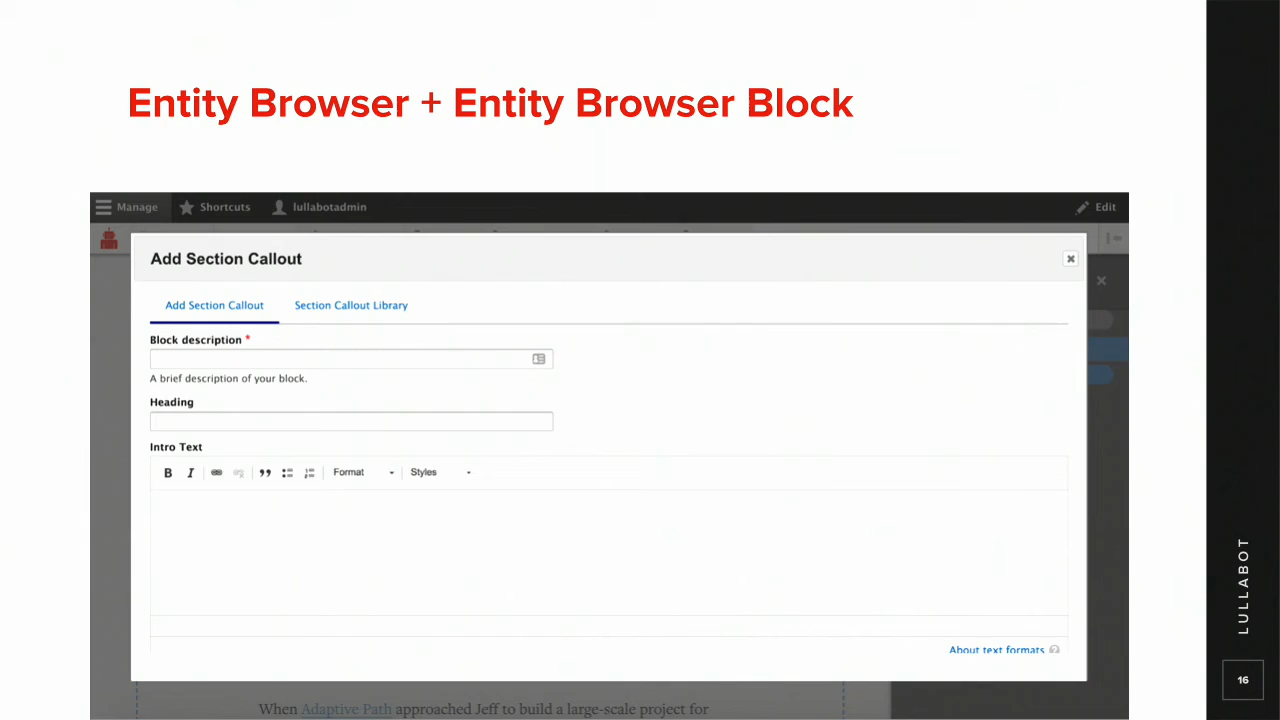 Entity Browser + Entity Browser Block
Manage Shortcuts lullabotadmin Edit
Add Section Callout
Add Section Callout Section Callout Library
Block description *
A brief description of your block.
Heading
Intro Text
B I Format Styles
About text formats ?
When Adaptive Path approached Jeff to build a large-scale project for
LULLABOT
16